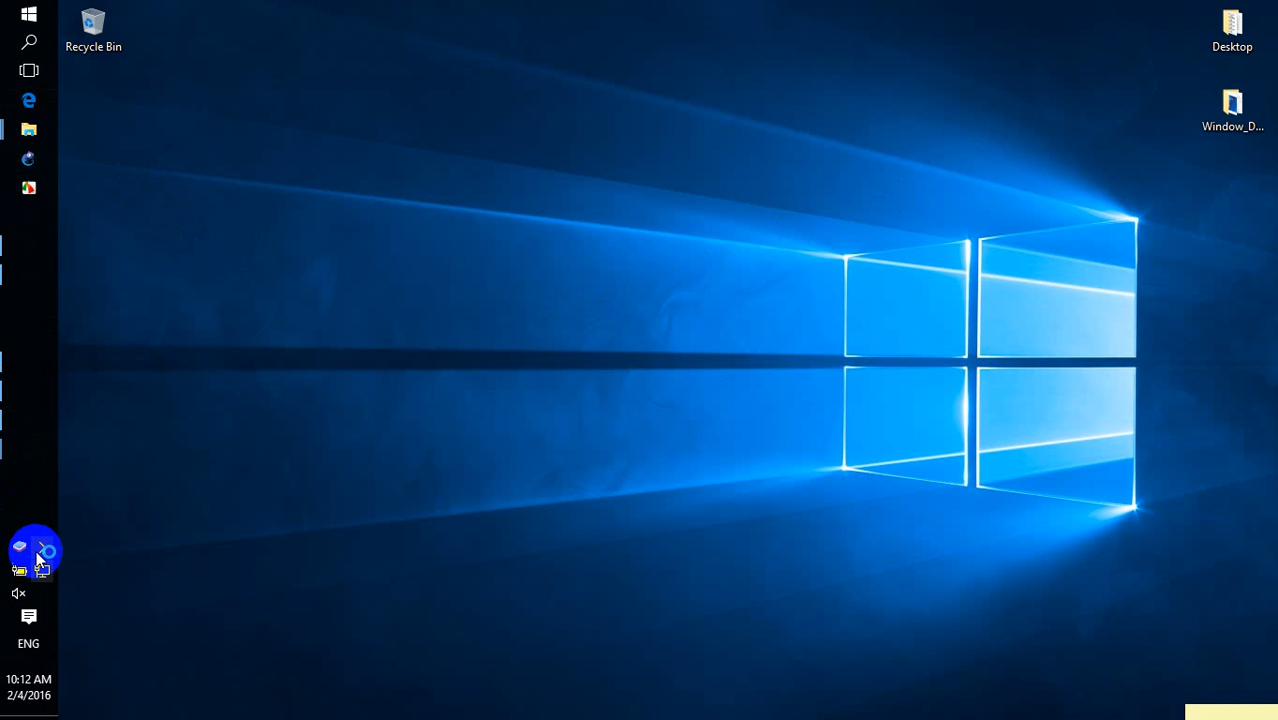 Recycle Bin
Desktop
Window_D...
ENG
10:12 AM
2/4/2016